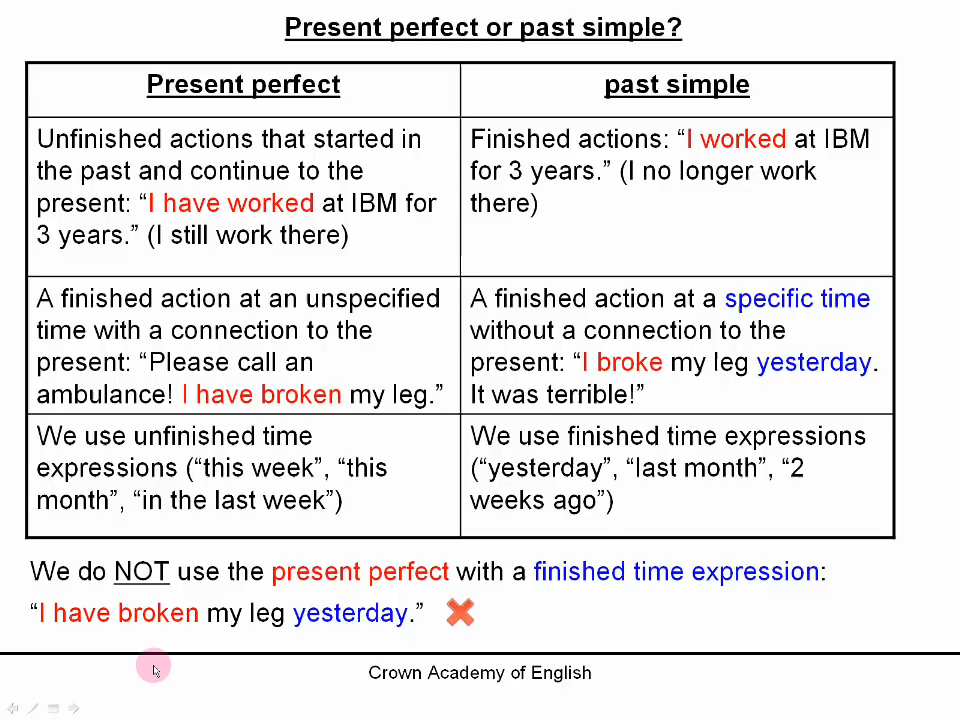 Present perfect or past simple?
Present perfect
past simple
Unfinished actions that started in
the past and continue to the
present: “I have worked at IBM for
3 years.” (I still work there)
Finished actions: “I worked at IBM
for 3 years.” (I no longer work
there)
A finished action at an unspecified
time with a connection to the
present: “Please call an
ambulance! I have broken my leg.”
A finished action at a specific time
without a connection to the
present: “I broke my leg yesterday.
It was terrible!”
We use unfinished time
expressions (“this week”, “this
month”, “in the last week”)
We use finished time expressions
(“yesterday”, “last month”, “2
weeks ago”)
We do NOT use the present perfect with a finished time expression:
“I have broken my leg yesterday.”
Crown Academy of English